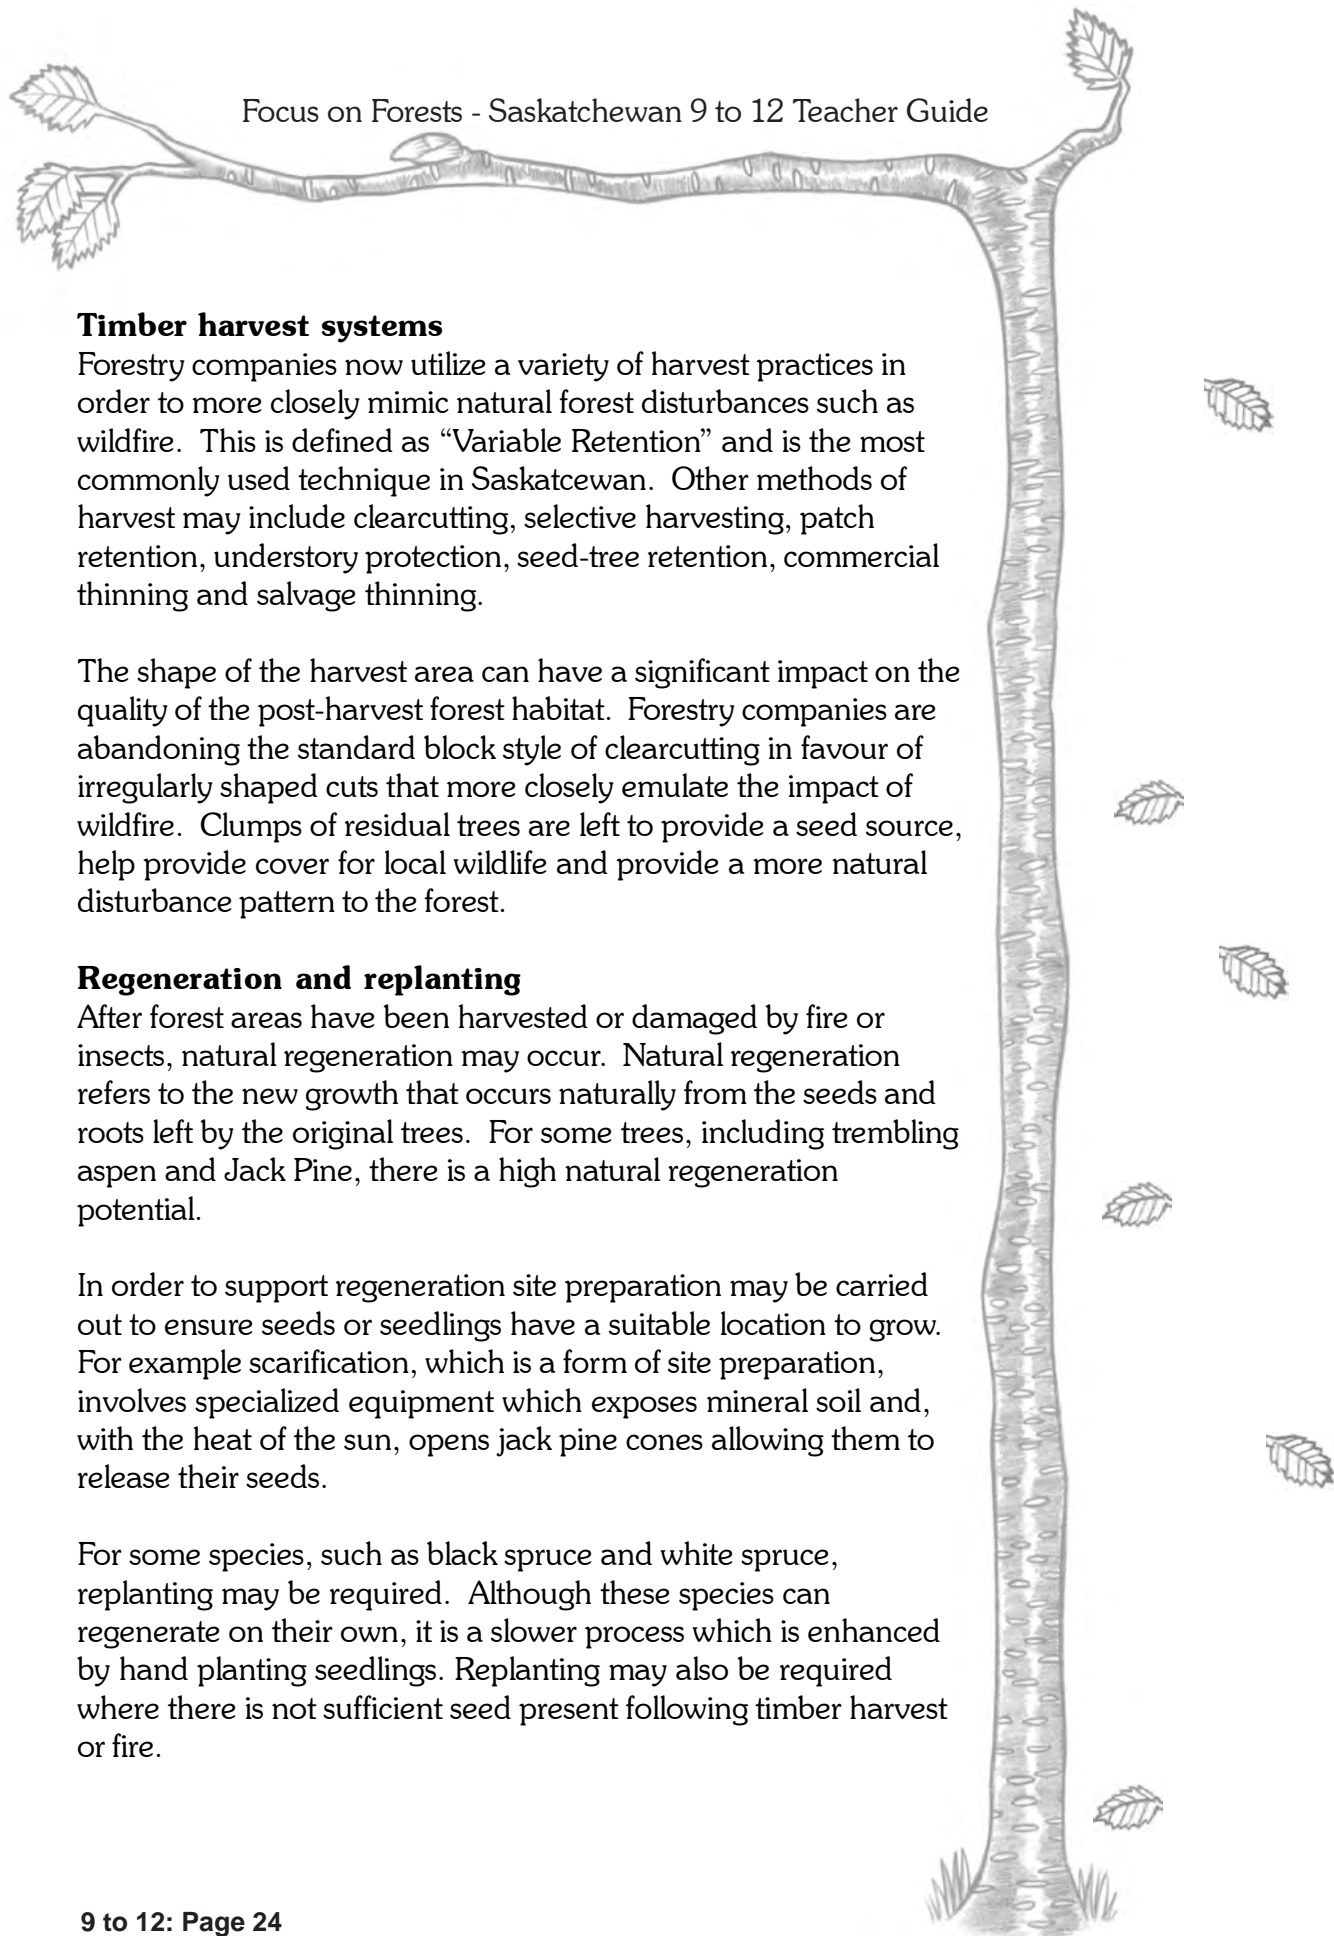 Focus on Forests - Saskatchewan 9 to 12 Teacher Guide
Timber harvest systems
Forestry companies now utilize a variety of harvest practices in
order to more closely mimic natural forest disturbances such as
wildfire.  This is defined as “Variable Retention” and is the most
commonly used technique in Saskatcewan.  Other methods of
harvest may include clearcutting, selective harvesting, patch
retention, understory protection, seed-tree retention, commercial
thinning and salvage thinning.
The shape of the harvest area can have a significant impact on the
quality of the post-harvest forest habitat.  Forestry companies are
abandoning the standard block style of clearcutting in favour of
irregularly shaped cuts that more closely emulate the impact of
wildfire.  Clumps of residual trees are left to provide a seed source,
help provide cover for local wildlife and provide a more natural
disturbance pattern to the forest.
Regeneration and replanting
After forest areas have been harvested or damaged by fire or
insects, natural regeneration may occur.  Natural regeneration
refers to the new growth that occurs naturally from the seeds and
roots left by the original trees.  For some trees, including trembling
aspen and Jack Pine, there is a high natural regeneration
potential.
In order to support regeneration site preparation may be carried
out to ensure seeds or seedlings have a suitable location to grow.
For example scarification, which is a form of site preparation,
involves specialized equipment which exposes mineral soil and,
with the heat of the sun, opens jack pine cones allowing them to
release their seeds.
For some species, such as black spruce and white spruce,
replanting may be required.  Although these species can
regenerate on their own, it is a slower process which is enhanced
by hand planting seedlings. Replanting may also be required
where there is not sufficient seed present following timber harvest
or fire.
9 to 12: Page 24